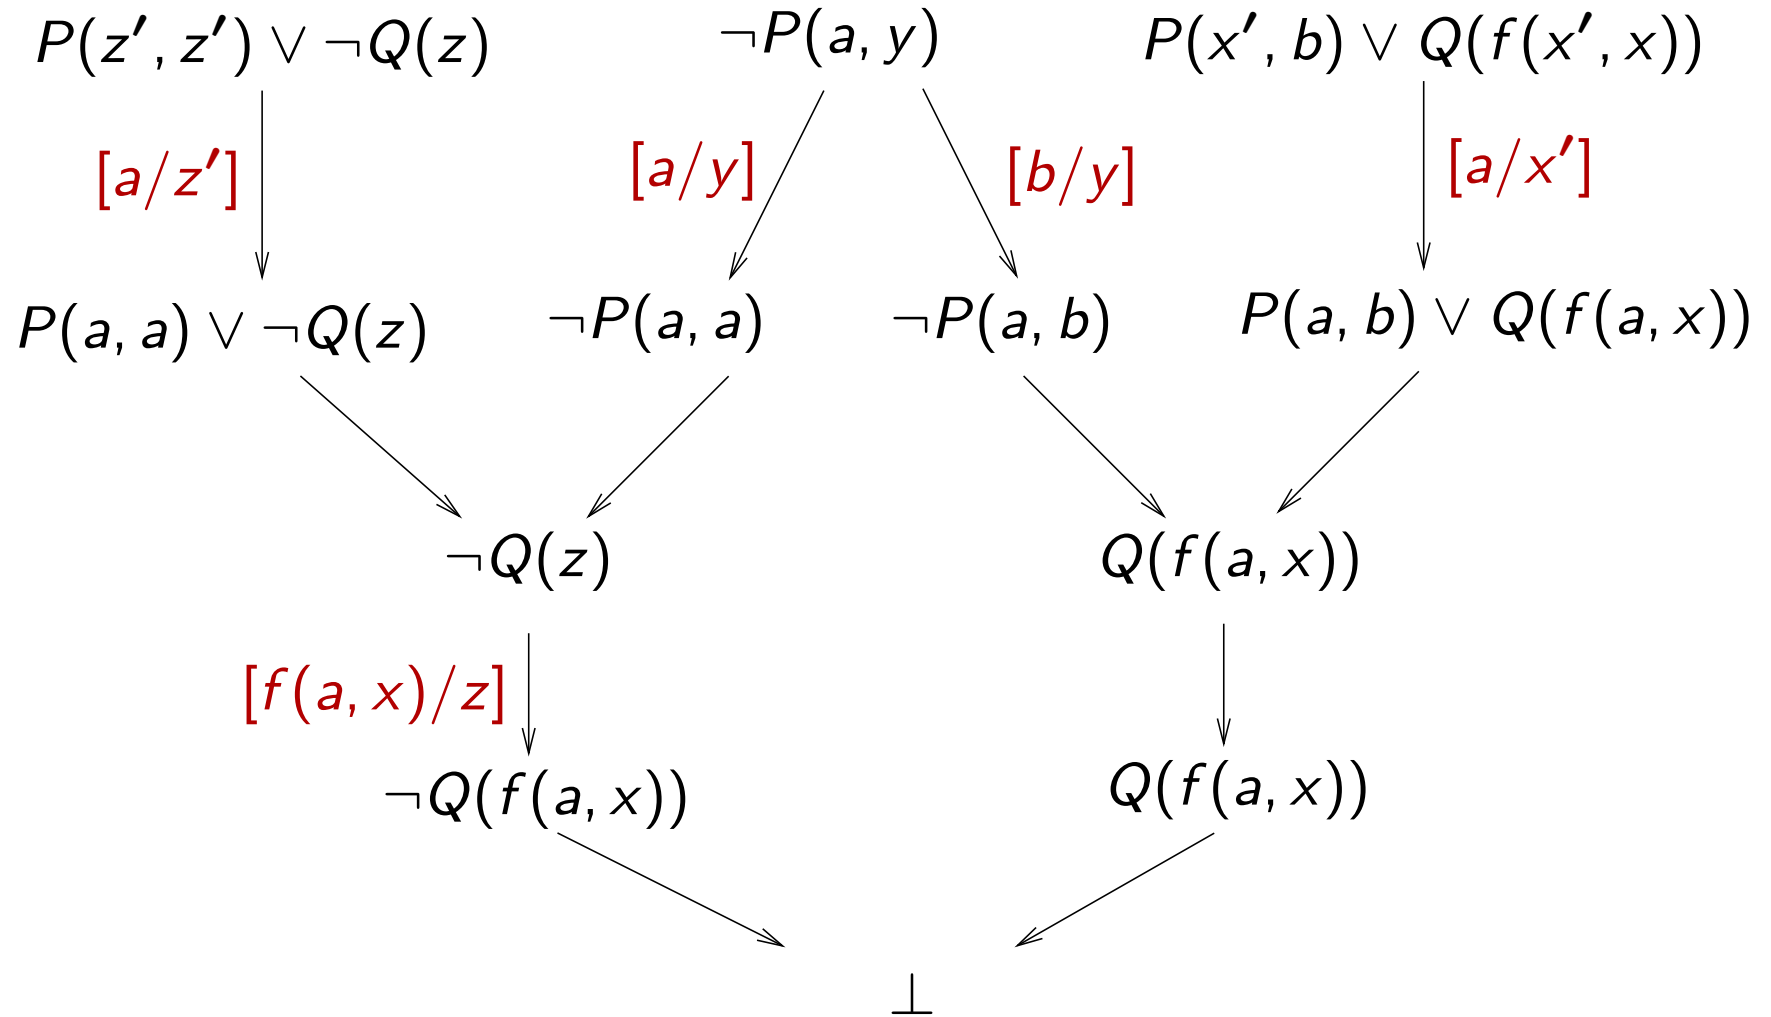 P(z′, z′) ∨ ¬Q(z) ¬P(a, y) P(x′, b) ∨ Q(f(x′, x))
[a/z′] [a/y] [b/y] [a/x′]
P(a, a) ∨ ¬Q(z) ¬P(a, a) ¬P(a, b) P(a, b) ∨ Q(f(a, x))
¬Q(z) Q(f(a, x))
[f(a, x)/z]
¬Q(f(a, x)) Q(f(a, x))
⊥